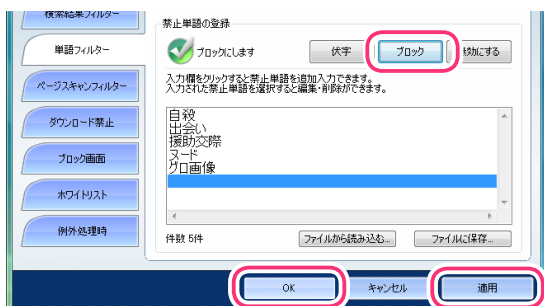 検索結果フィルター
禁止単語の登録
単語フィルター
ブロックにします
伏字
ブロック
効にする
ページスキャンフィルター
入力欄をクリックすると禁止単語を追加入力できます。
入力された禁止単語を選択すると編集・削除ができます。
ダウンロード禁止
自殺
出会い
援助交際
ヌード
グロ画像
ブロック画面
ホワイトリスト
例外処理時
件数 5件
ファイルから読み込む...
ファイルに保存...
OK
キャンセル
適用